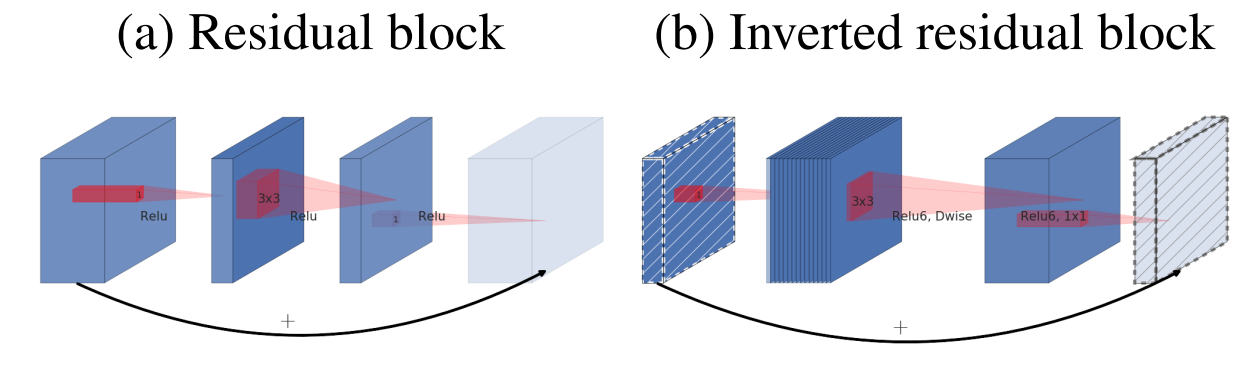 (a) Residual block
(b) Inverted residual block
1
Relu
3x3
Relu
1
Relu
+
1
3x3
Relu6, Dwise
Relu6, 1x1
+